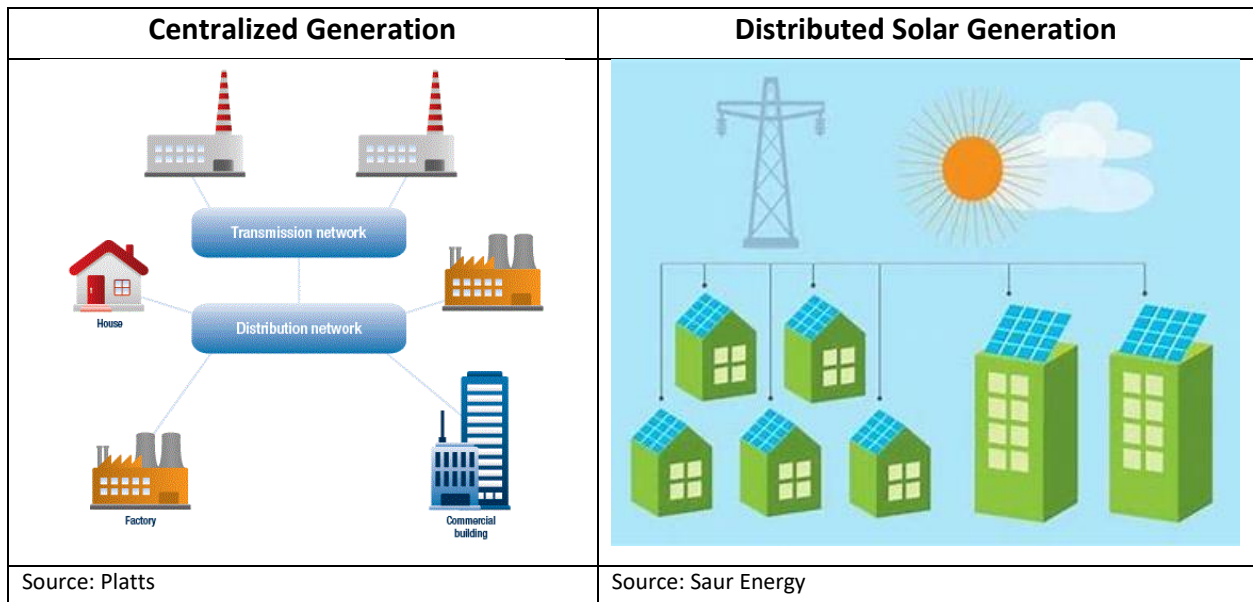 Centralized Generation
Distributed Solar Generation
Transmission network
House
Distribution network
Factory
Commercial
building
Source: Platts
Source: Saur Energy